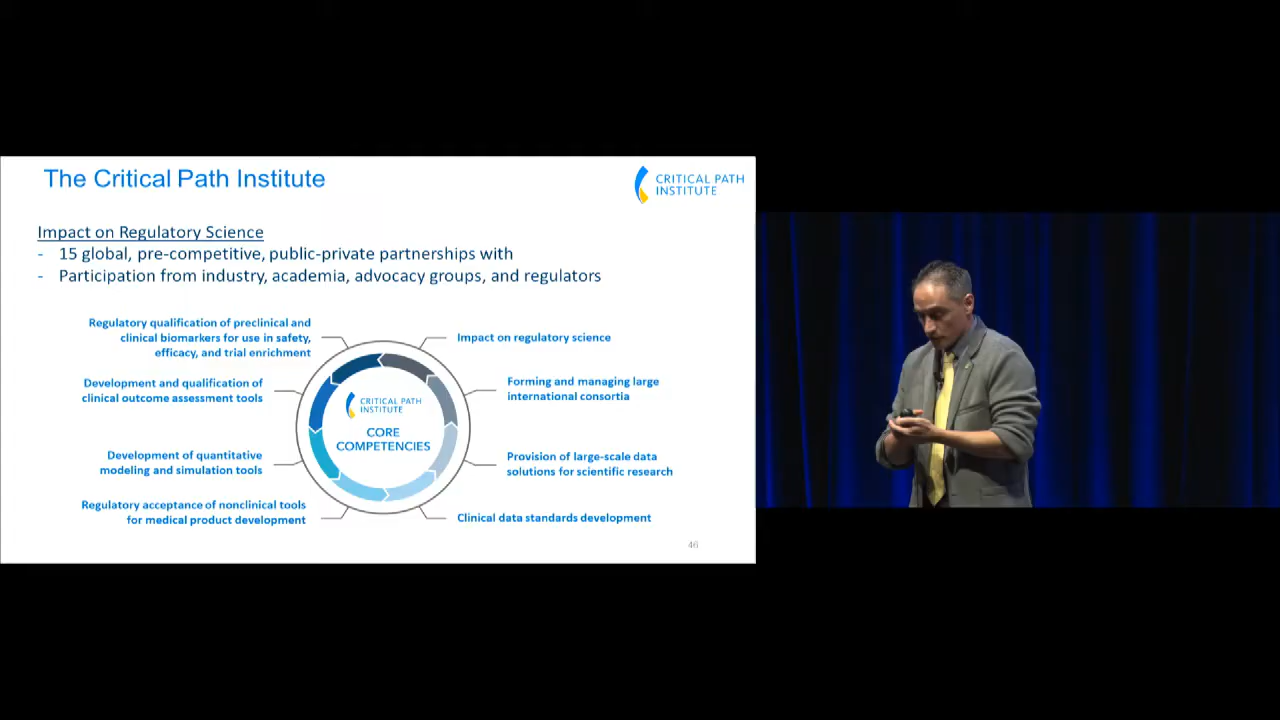 The Critical Path Institute
CRITICAL PATH
INSTITUTE
Impact on Regulatory Science
- 15 global, pre-competitive, public-private partnerships with
- Participation from industry, academia, advocacy groups, and regulators
Regulatory qualification of preclinical and
clinical biomarkers for use in safety,
efficacy, and trial enrichment
Development and qualification of
clinical outcome assessment tools
Development of quantitative
modeling and simulation tools
Regulatory acceptance of nonclinical tools
for medical product development
CRITICAL PATH
INSTITUTE
CORE
COMPETENCIES
Impact on regulatory science
Forming and managing large
international consortia
Provision of large-scale data
solutions for scientific research
Clinical data standards development
46